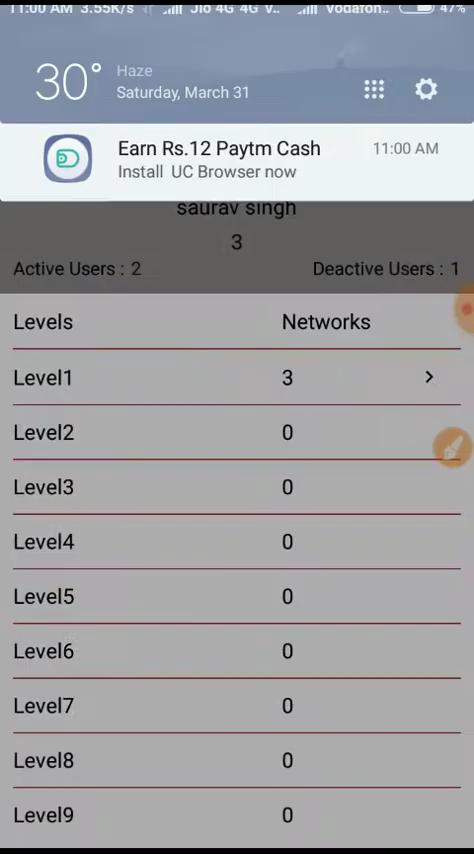 11:00 AM 3.55K/s Jio 4G 4G V.. Vodafon.. 47%
30° Haze
Saturday, March 31
Earn Rs.12 Paytm Cash 11:00 AM
Install UC Browser now
saurav singh
3
Active Users : 2 Deactive Users : 1
Levels Networks
Level1 3 >
Level2 0
Level3 0
Level4 0
Level5 0
Level6 0
Level7 0
Level8 0
Level9 0